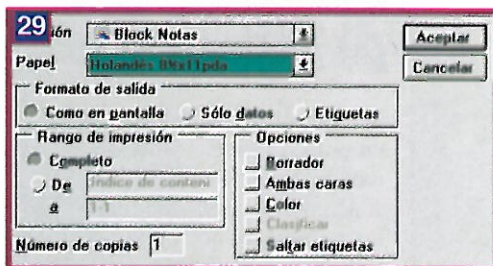 29
ión Block Notas
Aceptar
Papel Holandés 8½x11pda
Cancelar
Formato de salida
Como en pantalla Sólo datos Etiquetas
Rango de impresión
Completo
De Índice de conteni
a 1-1
Opciones
Borrador
Ambas caras
Color
Clasificar
Saltar etiquetas
Número de copias 1